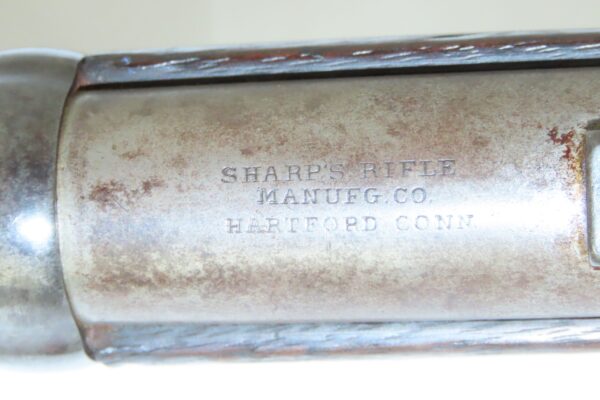 SHARP'S RIFLE
MANUFG. CO.
HARTFORD CONN